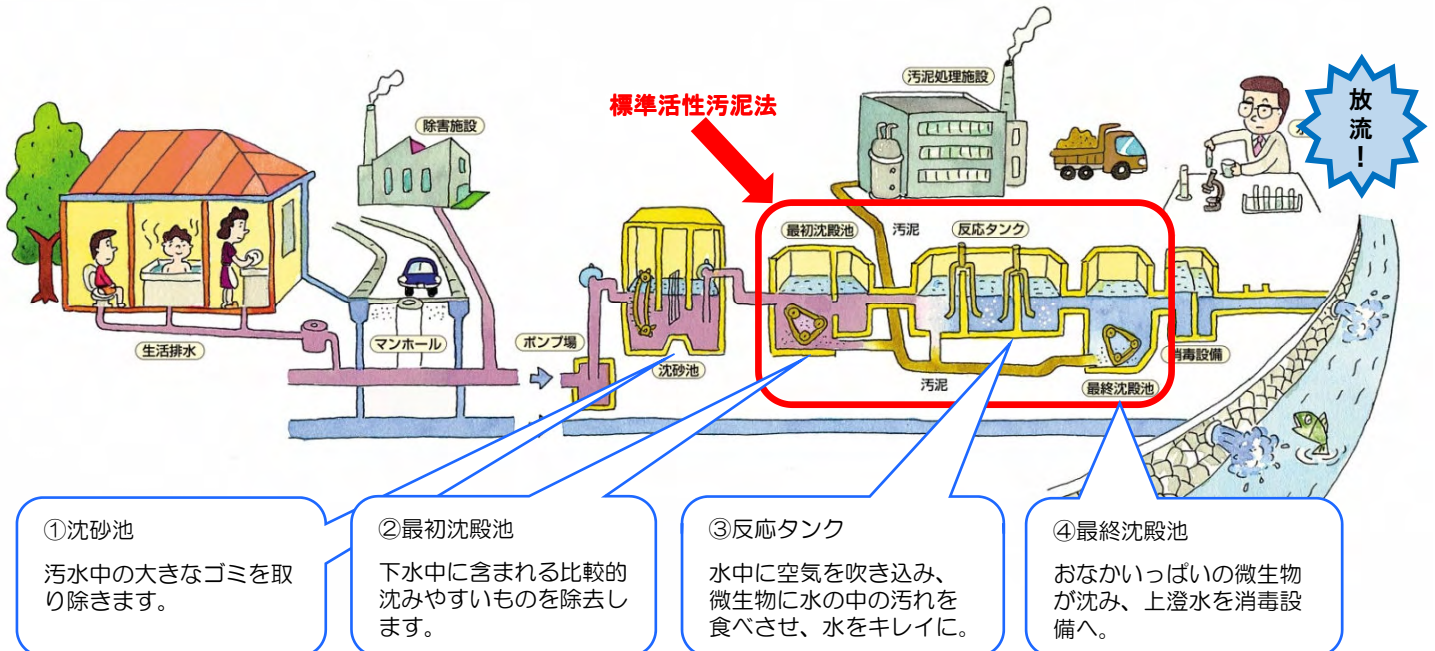 標準活性汚泥法
汚泥処理施設
放
流
!
除害施設
最初沈殿池
汚泥
反応タンク
生活排水
マンホール
ポンプ場
沈砂池
汚泥
最終沈殿池
消毒設備
①沈砂池
汚水中の大きなゴミを取
り除きます。
②最初沈殿池
下水中に含まれる比較的
沈みやすいものを除去し
ます。
③反応タンク
水中に空気を吹き込み、
微生物に水の中の汚れを
食べさせ、水をキレイに。
④最終沈殿池
おなかいっぱいの微生物
が沈み、上澄水を消毒設
備へ。